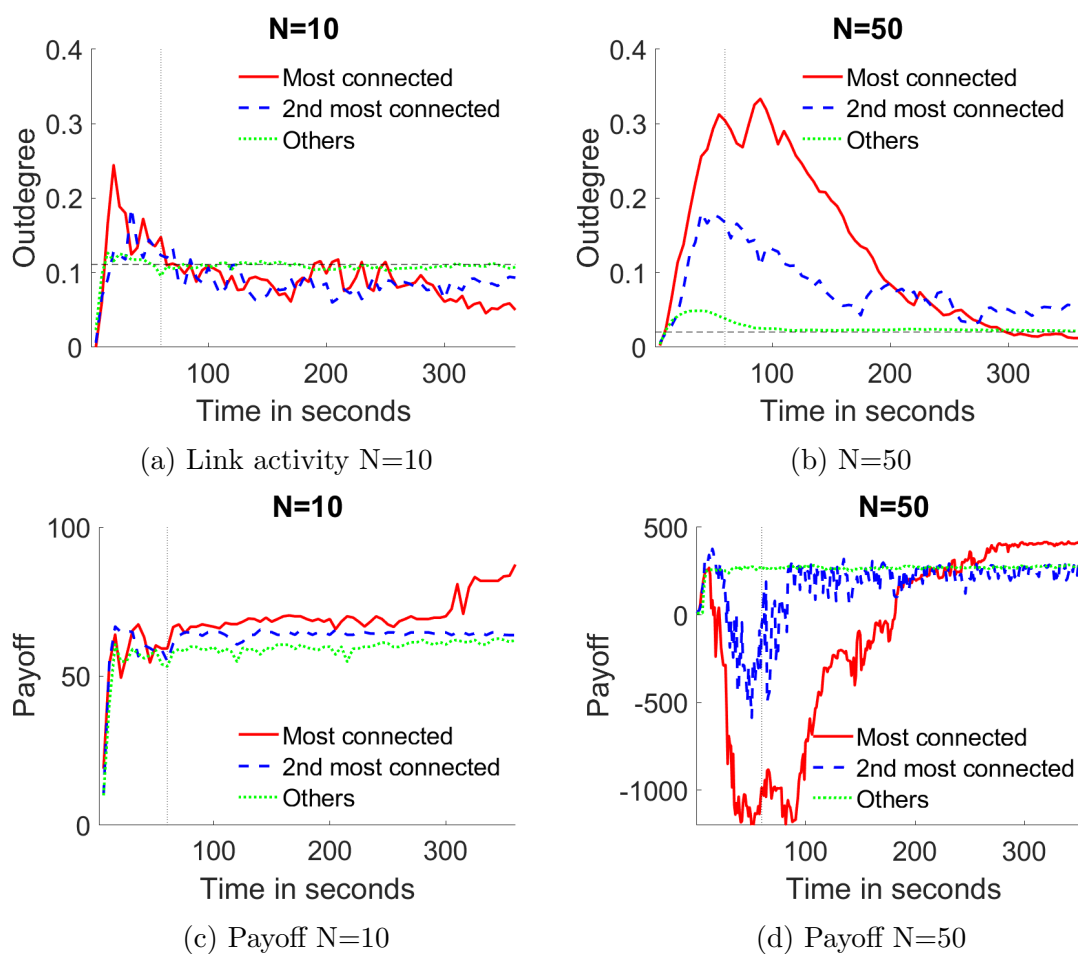 N=10
0.4
0.3
0.2
0.1
0
Outdegree
Most connected
2nd most connected
Others
100
200
300
Time in seconds
(a) Link activity N=10
N=50
0.4
0.3
0.2
0.1
0
Outdegree
Most connected
2nd most connected
Others
100
200
300
Time in seconds
(b) N=50
N=10
100
50
0
Payoff
Most connected
2nd most connected
Others
100
200
300
Time in seconds
(c) Payoff N=10
N=50
500
0
-500
-1000
Payoff
Most connected
2nd most connected
Others
100
200
300
Time in seconds
(d) Payoff N=50